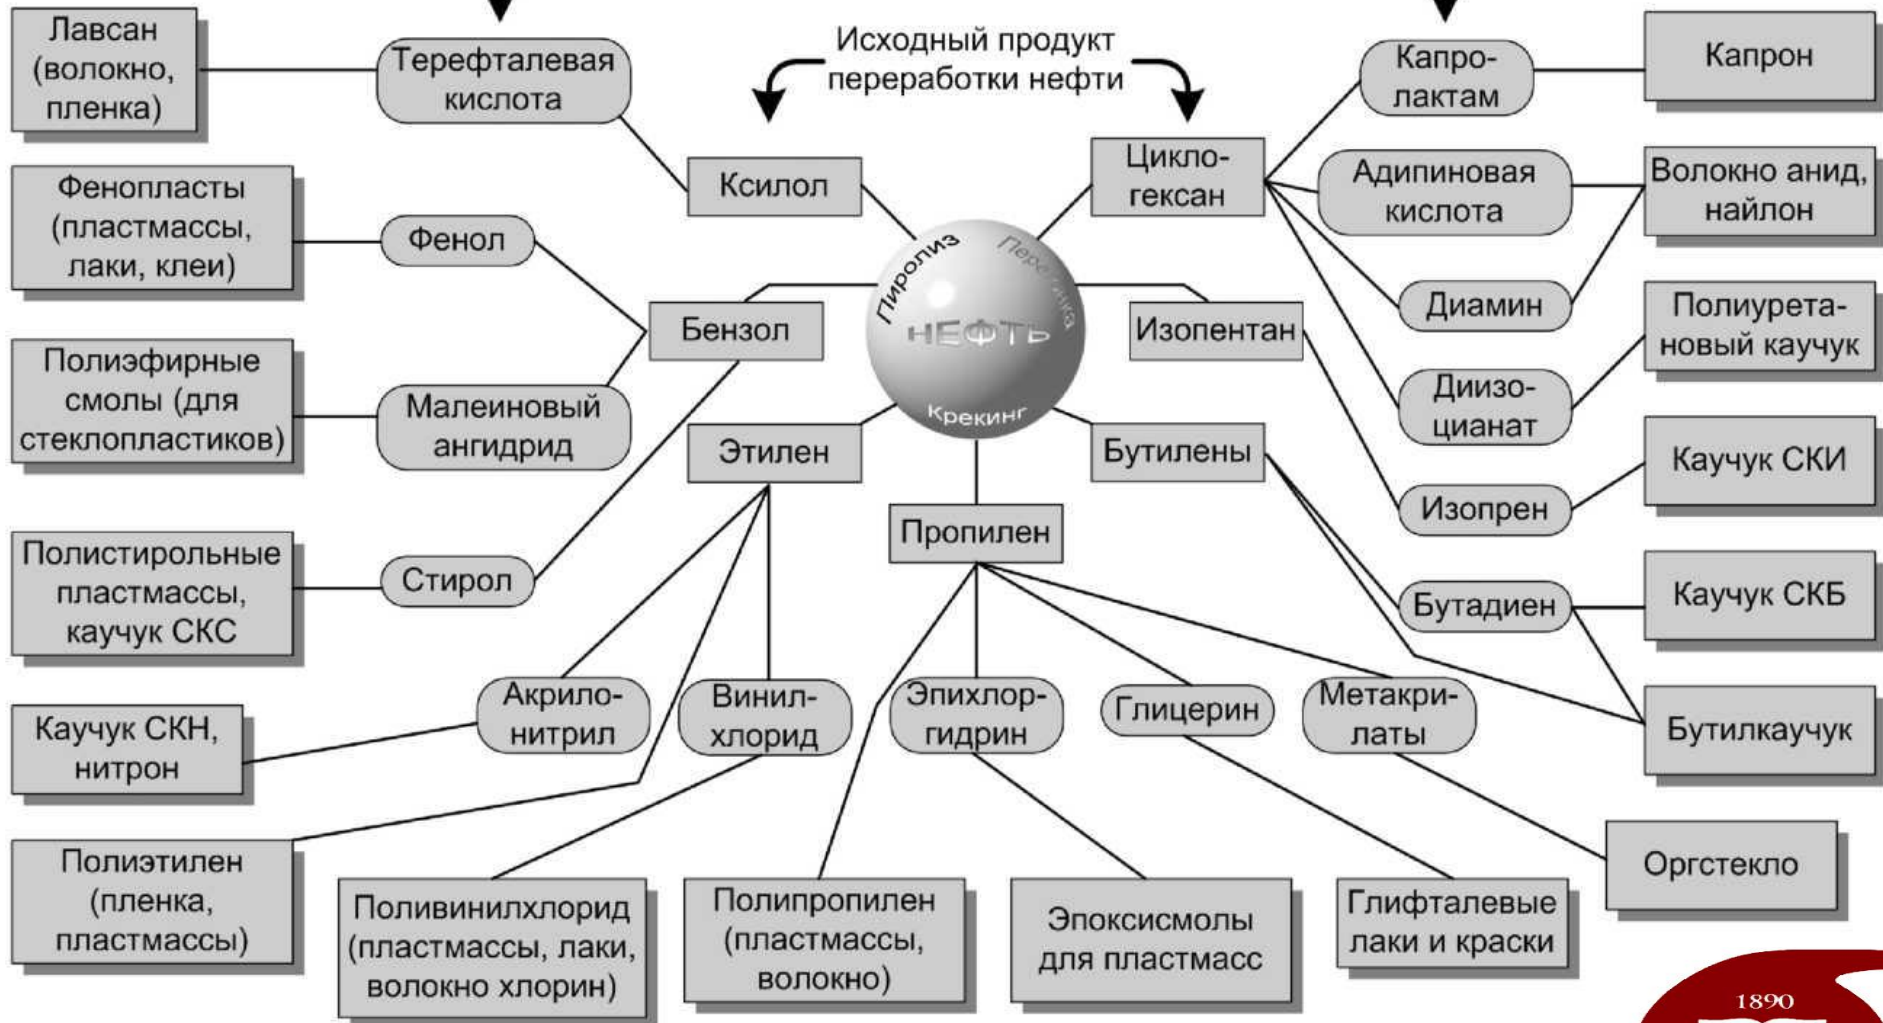 Исходный продукт
переработки нефти
Лавсан
(волокно,
пленка)
Терефталевая
кислота
Ксилол
Цикло-
гексан
Капро-
лактам
Капрон
Фенопласты
(пластмассы,
лаки, клеи)
Фенол
Адипиновая
кислота
Волокно анид,
найлон
Бензол
Пиролиз
Перегонка
НЕФТЬ
Крекинг
Изопентан
Диамин
Полиурета-
новый каучук
Полиэфирные
смолы (для
стеклопластиков)
Малеиновый
ангидрид
Этилен
Пропилен
Бутилены
Диизо-
цианат
Каучук СКИ
Изопрен
Полистирольные
пластмассы,
каучук СКС
Стирол
Бутадиен
Каучук СКБ
Каучук СКН,
нитрон
Акрило-
нитрил
Винил-
хлорид
Эпихлор-
гидрин
Глицерин
Метакри-
латы
Бутилкаучук
Полиэтилен
(пленка,
пластмассы)
Поливинилхлорид
(пластмассы, лаки,
волокно хлорин)
Полипропилен
(пластмассы,
волокно)
Эпоксисмолы
для пластмасс
Глифталевые
лаки и краски
Оргстекло
1890